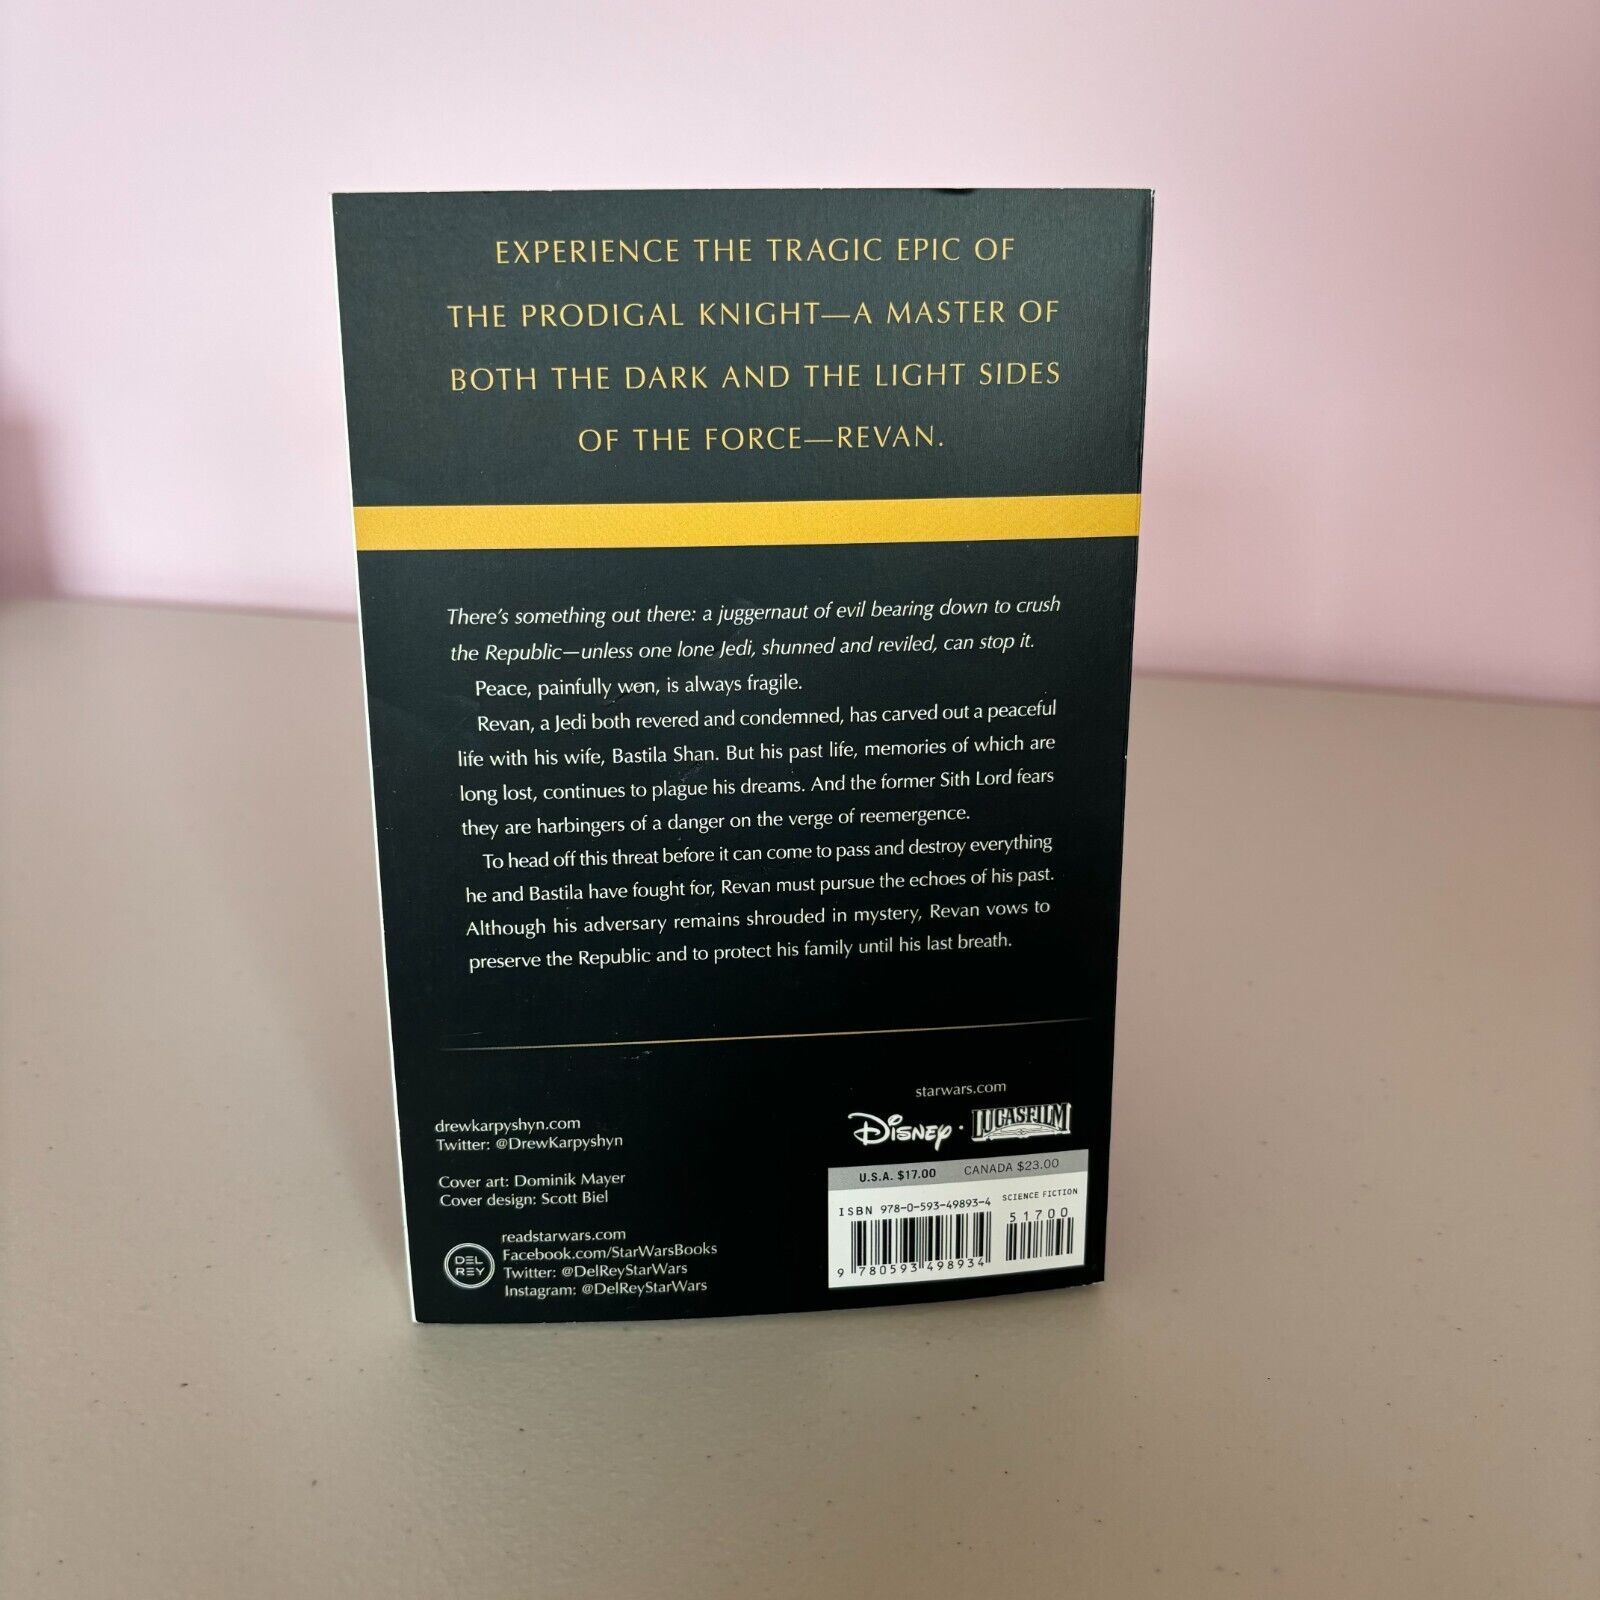 EXPERIENCE THE TRAGIC EPIC OF
THE PRODIGAL KNIGHT—A MASTER OF
BOTH THE DARK AND THE LIGHT SIDES
OF THE FORCE—REVAN.
There's something out there: a juggernaut of evil bearing down to crush
the Republic—unless one lone Jedi, shunned and reviled, can stop it.
Peace, painfully won, is always fragile.
Revan, a Jedi both revered and condemned, has carved out a peaceful
life with his wife, Bastila Shan. But his past life, memories of which are
long lost, continues to plague his dreams. And the former Sith Lord fears
they are harbingers of a danger on the verge of reemergence.
To head off this threat before it can come to pass and destroy everything
he and Bastila have fought for, Revan must pursue the echoes of his past.
Although his adversary remains shrouded in mystery, Revan vows to
preserve the Republic and to protect his family until his last breath.
drewkarpyshyn.com
Twitter: @DrewKarpyshyn
Cover art: Dominik Mayer
Cover design: Scott Biel
DEL
REY
readstarwars.com
Facebook.com/StarWarsBooks
Twitter: @DelReyStarWars
Instagram: @DelReyStarWars
starwars.com
Disney · LUCASFILM
U.S.A. $17.00 CANADA $23.00
ISBN 978-0-593-49893-4 SCIENCE FICTION
51700
9 780593 498934